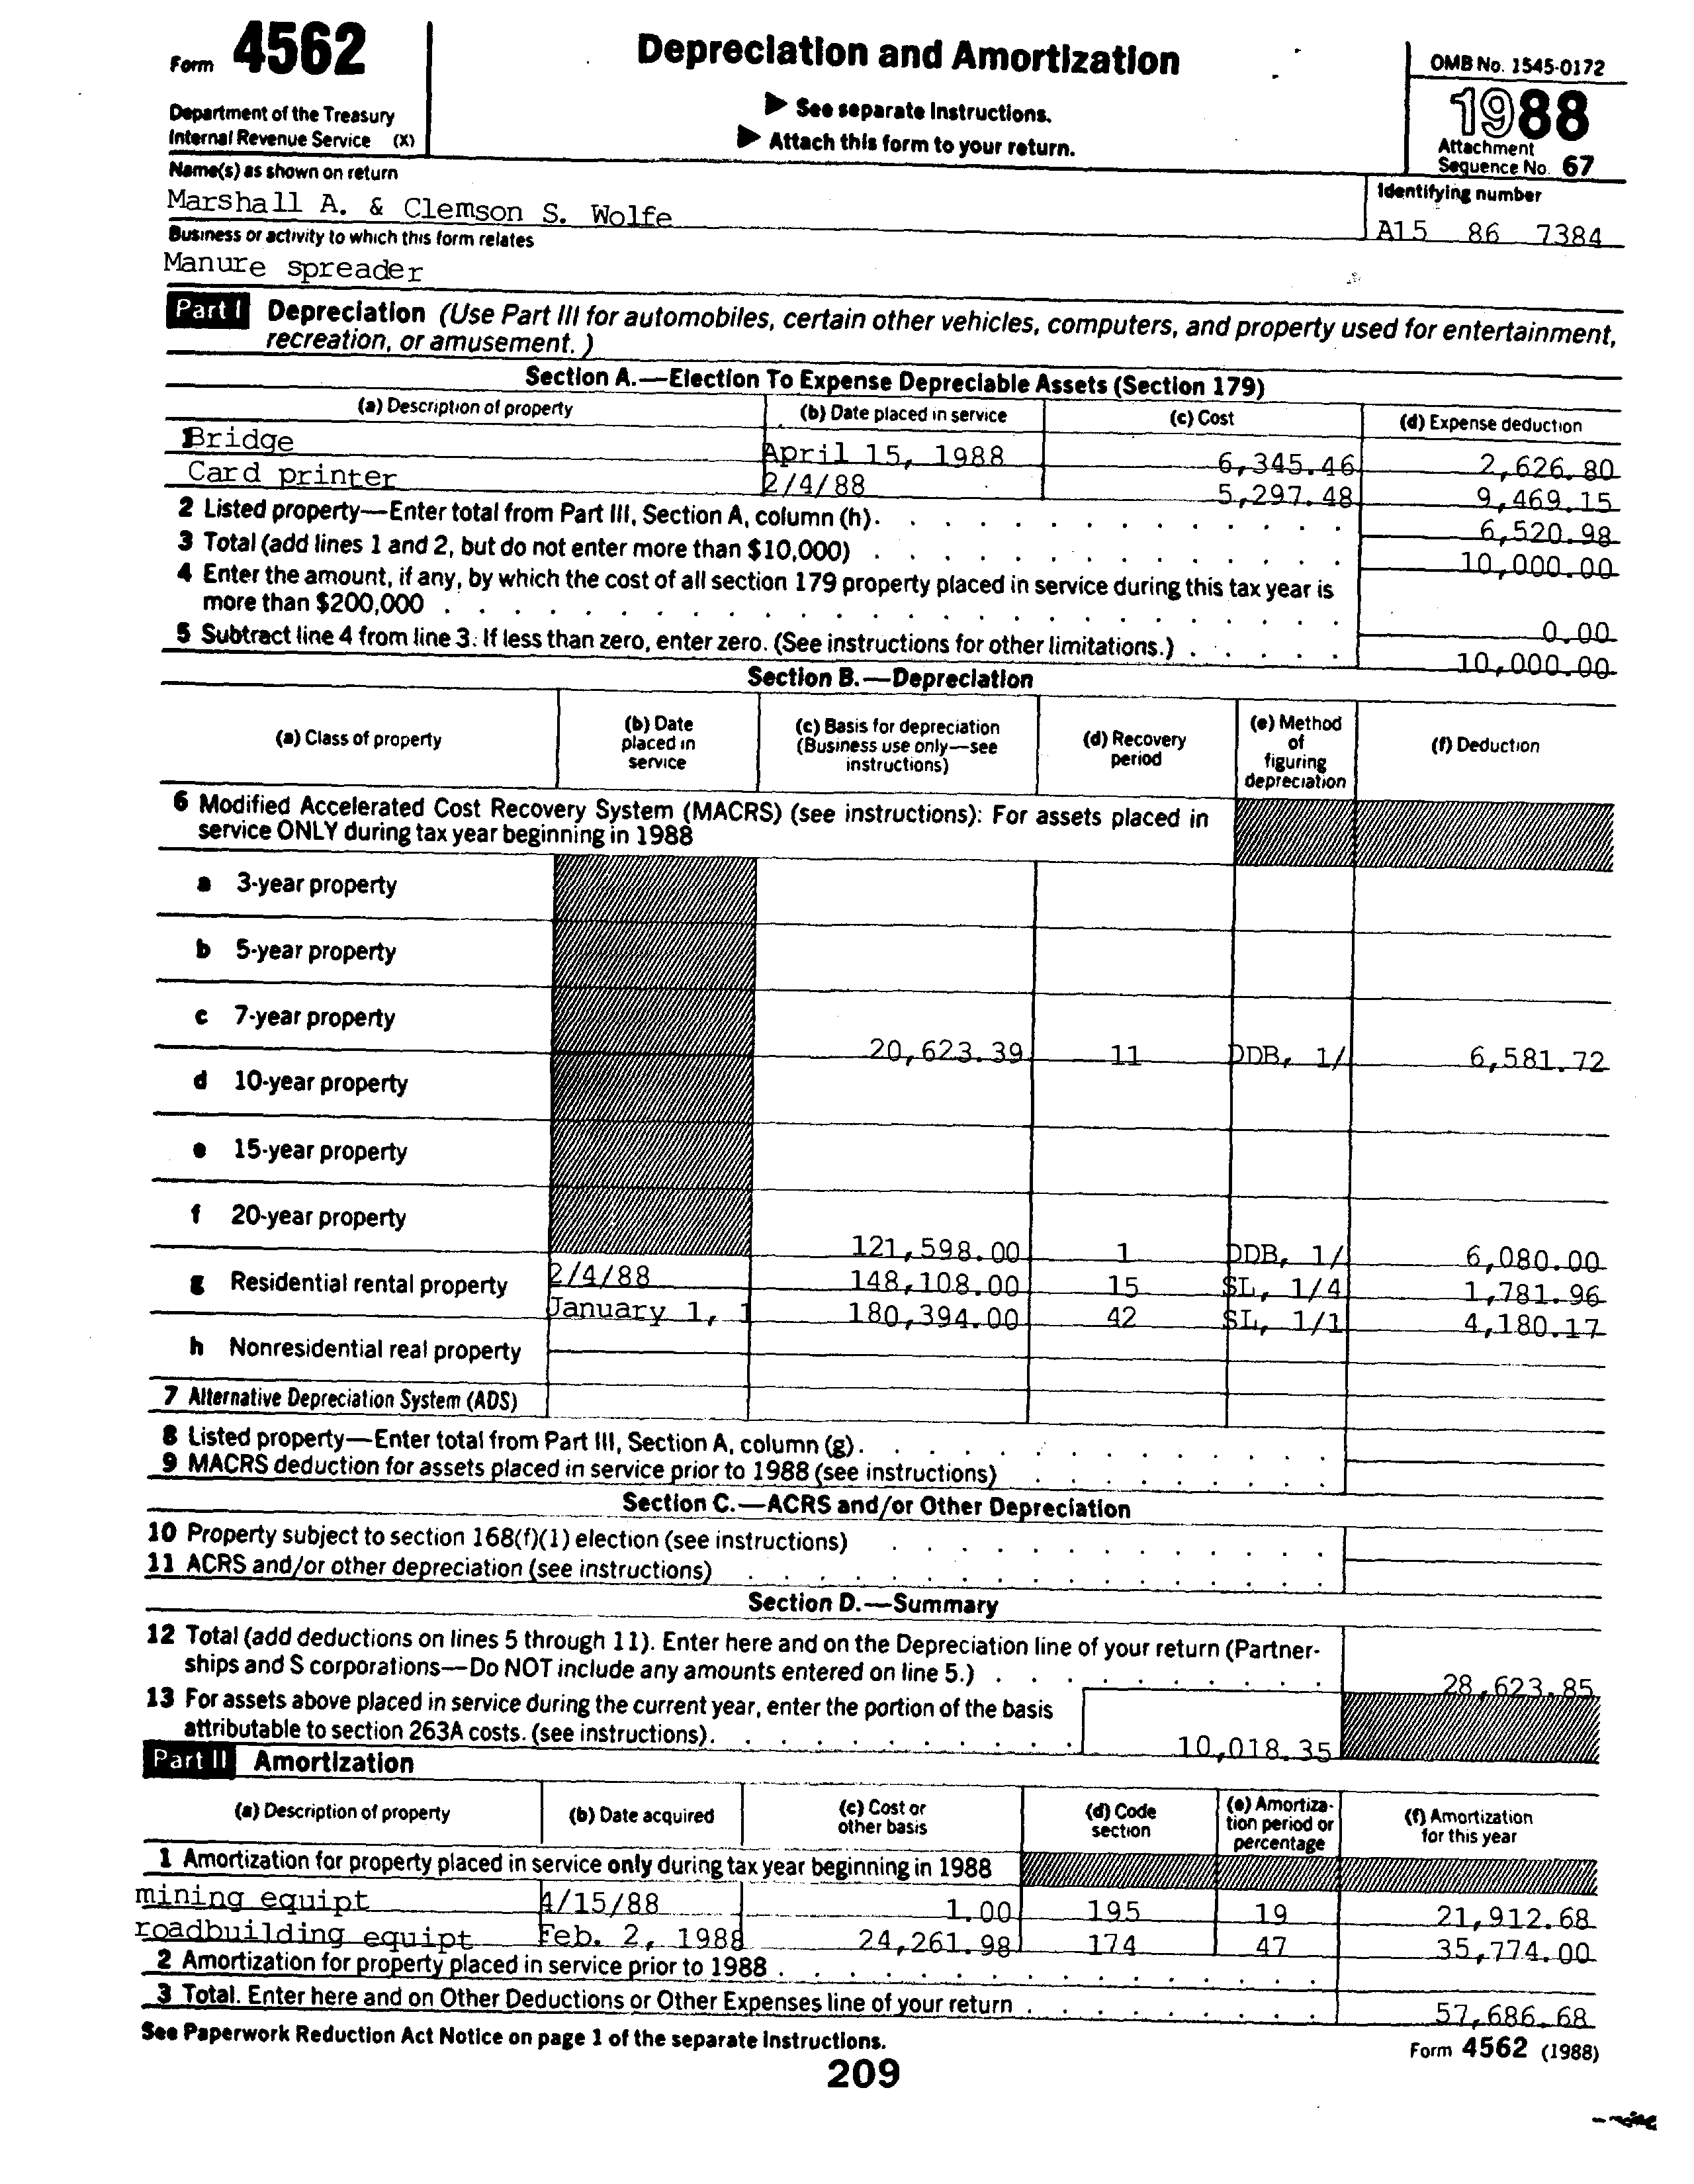 Form 4562
Department of the Treasury
Internal Revenue Service (X)
Depreciation and Amortization
▶ See separate Instructions.
▶ Attach this form to your return.
OMB No. 1545-0172
1988
Attachment
Sequence No. 67
Name(s) as shown on return
Marshall A. & Clemson S. Wolfe
Identifying number
A15 86 7384
Business or activity to which this form relates
Manure spreader
Part I Depreciation (Use Part III for automobiles, certain other vehicles, computers, and property used for entertainment,
recreation, or amusement.)
Section A.—Election To Expense Depreciable Assets (Section 179)
(a) Description of property (b) Date placed in service (c) Cost (d) Expense deduction
Bridge April 15, 1988 6,345.46 2,626.80
Card printer 2/4/88 5,297.48 9,469.15
2 Listed property—Enter total from Part III, Section A, column (h). 6,520.98
3 Total (add lines 1 and 2, but do not enter more than $10,000) 10,000.00
4 Enter the amount, if any, by which the cost of all section 179 property placed in service during this tax year is
more than $200,000 0.00
5 Subtract line 4 from line 3. If less than zero, enter zero. (See instructions for other limitations.) 10,000.00
Section B.—Depreciation
(a) Class of property
(b) Date
placed in
service
(c) Basis for depreciation
(Business use only—see
instructions)
(d) Recovery
period
(e) Method
of
figuring
depreciation
(f) Deduction
6 Modified Accelerated Cost Recovery System (MACRS) (see instructions): For assets placed in
service ONLY during tax year beginning in 1988
a 3-year property
b 5-year property
c 7-year property
20,623.39 11 DDB, 1/ 6,581.72
d 10-year property
e 15-year property
f 20-year property
121,598.00 1 DDB, 1/ 6,080.00
g Residential rental property 2/4/88 148,108.00 15 SL, 1/4 1,781.96
January 1, 1 180,394.00 42 SL, 1/1 4,180.17
h Nonresidential real property
7 Alternative Depreciation System (ADS)
8 Listed property—Enter total from Part III, Section A, column (g).
9 MACRS deduction for assets placed in service prior to 1988 (see instructions)
Section C.—ACRS and/or Other Depreciation
10 Property subject to section 168(f)(1) election (see instructions)
11 ACRS and/or other depreciation (see instructions)
Section D.—Summary
12 Total (add deductions on lines 5 through 11). Enter here and on the Depreciation line of your return (Partner-
ships and S corporations—Do NOT include any amounts entered on line 5.) 28,623.85
13 For assets above placed in service during the current year, enter the portion of the basis
attributable to section 263A costs. (see instructions). 10,018.35
Part II Amortization
(a) Description of property
(b) Date acquired
(c) Cost or
other basis
(d) Code
section
(e) Amortiza-
tion period or
percentage
(f) Amortization
for this year
1 Amortization for property placed in service only during tax year beginning in 1988
mining equipt 4/15/88 1.00 195 19 21,912.68
roadbuilding equipt Feb. 2, 1988 24,261.98 174 47 35,774.00
2 Amortization for property placed in service prior to 1988
3 Total. Enter here and on Other Deductions or Other Expenses line of your return 57,686.68
See Paperwork Reduction Act Notice on page 1 of the separate Instructions.
Form 4562 (1988)
209